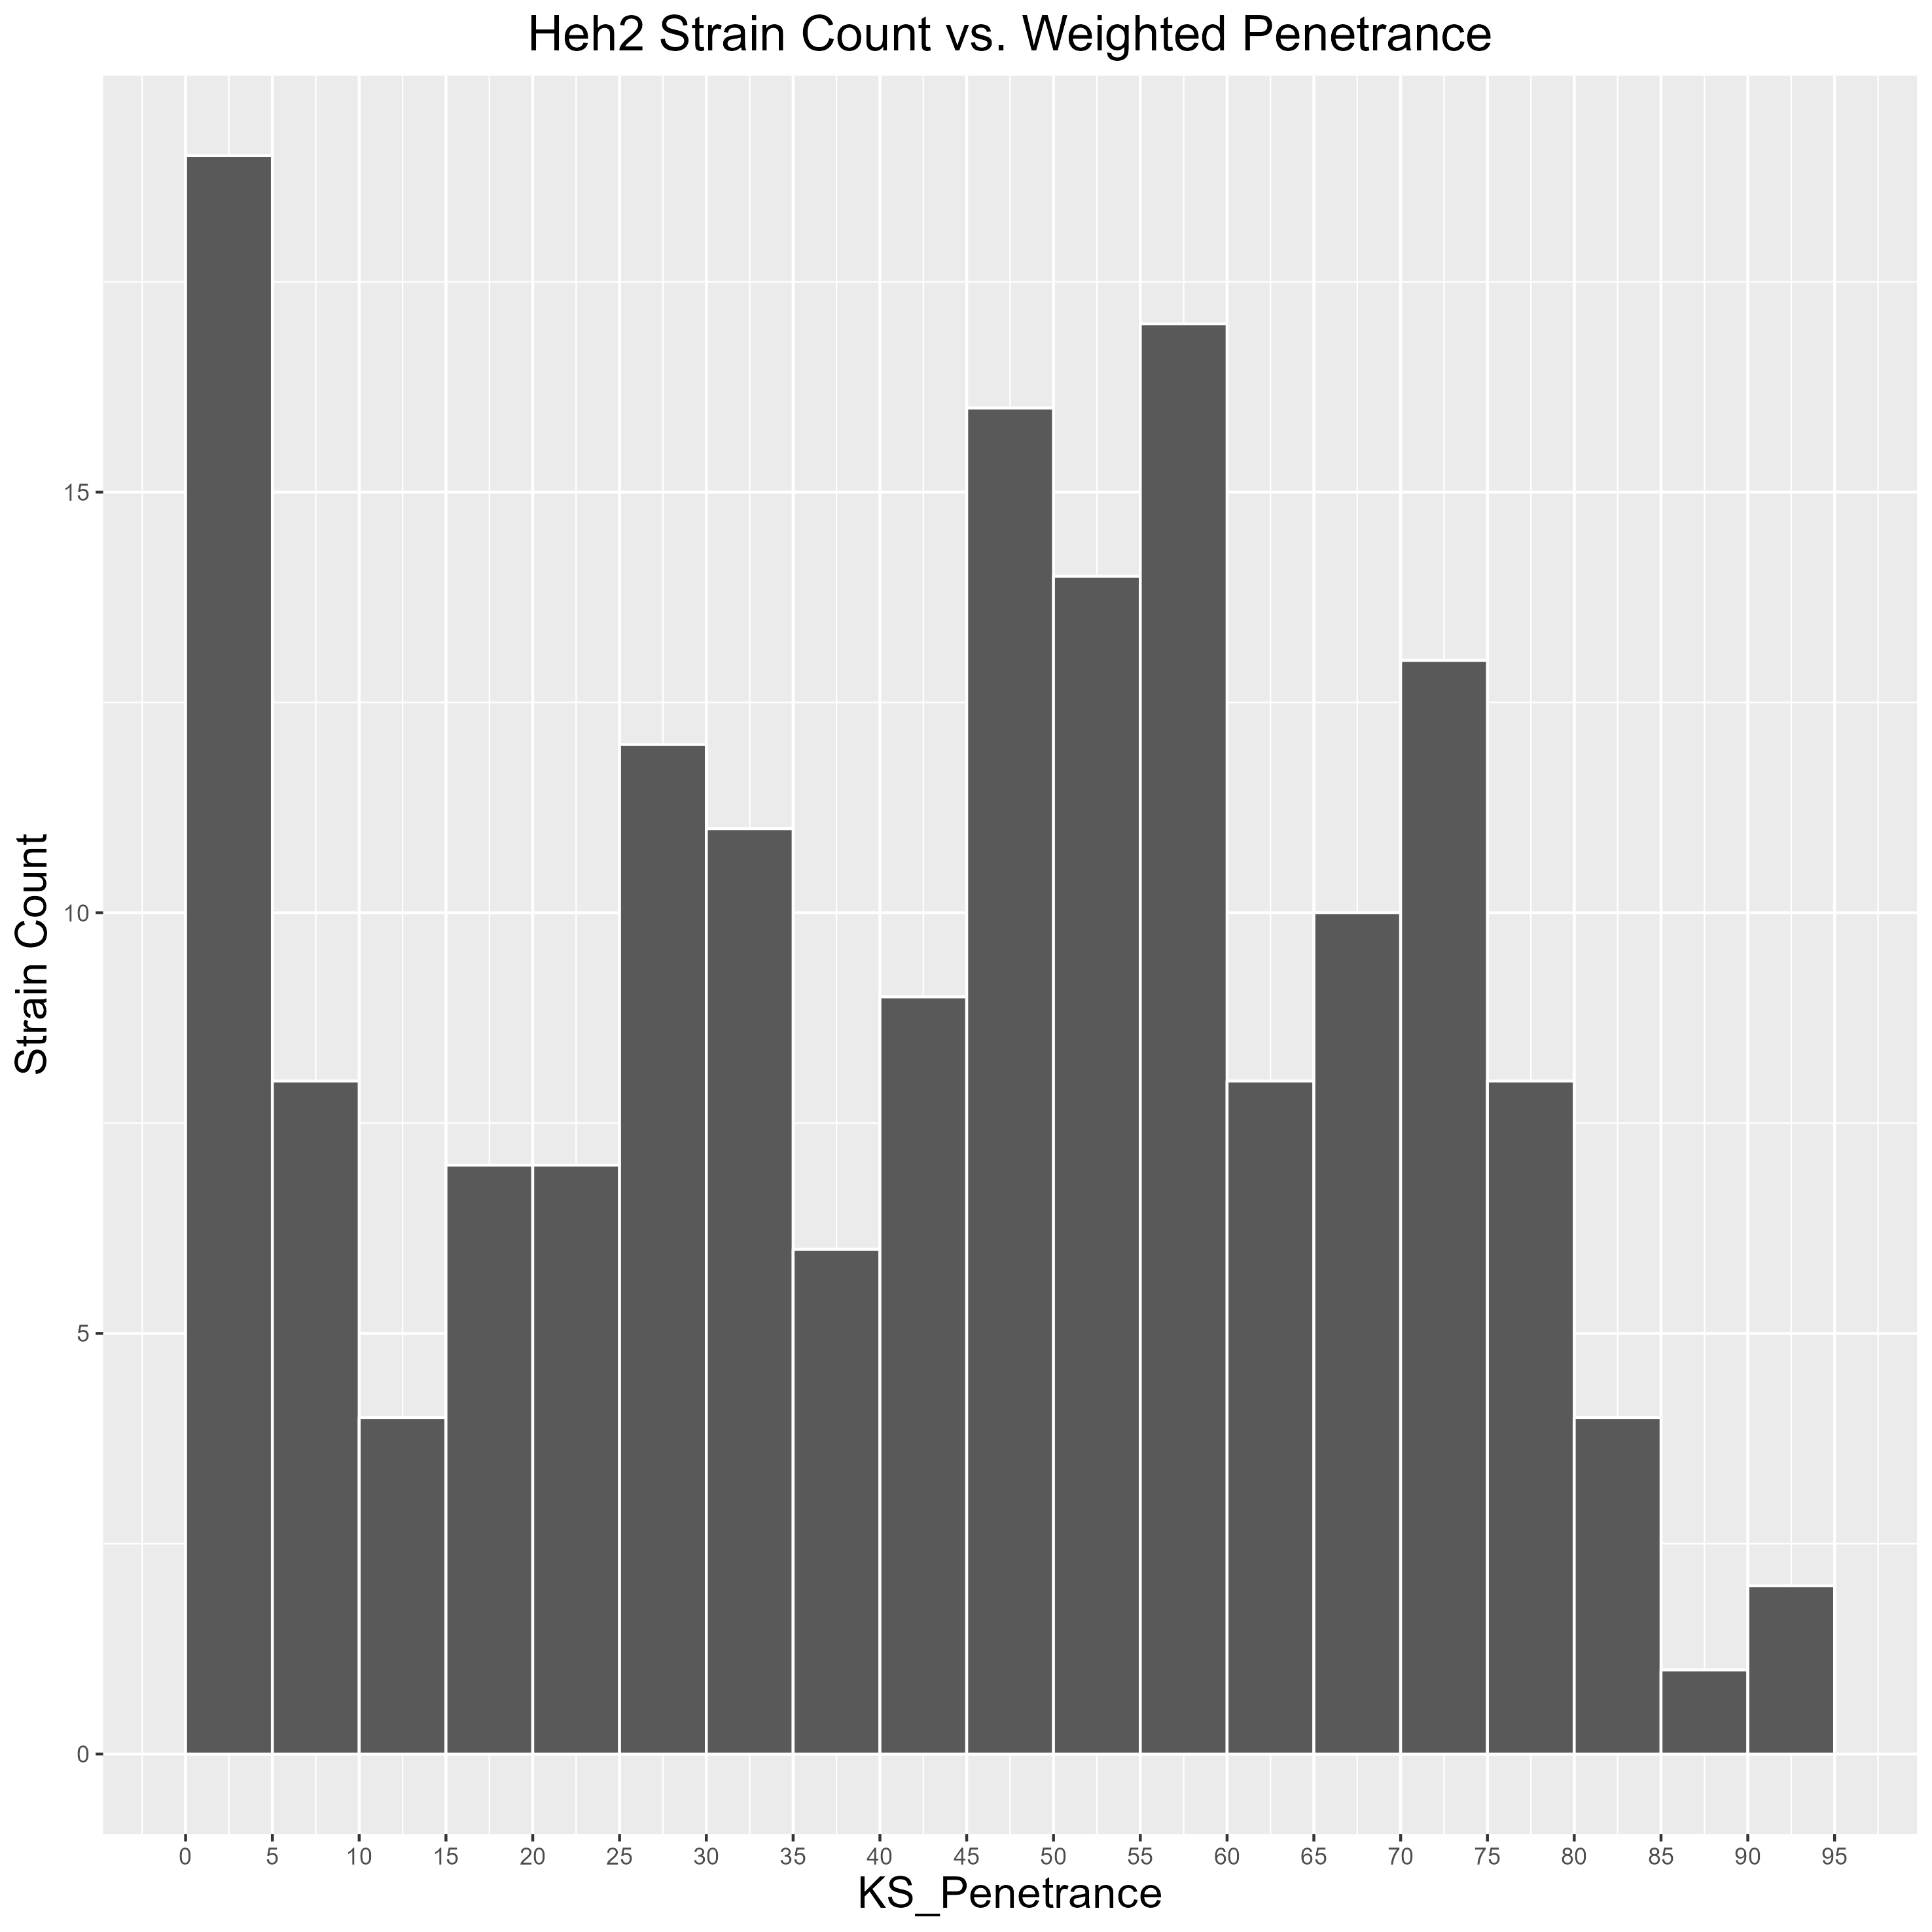 Heh2 Strain Count vs. Weighted Penetrance
Strain Count
15
10
5
0
0 5 10 15 20 25 30 35 40 45 50 55 60 65 70 75 80 85 90 95
KS_Penetrance